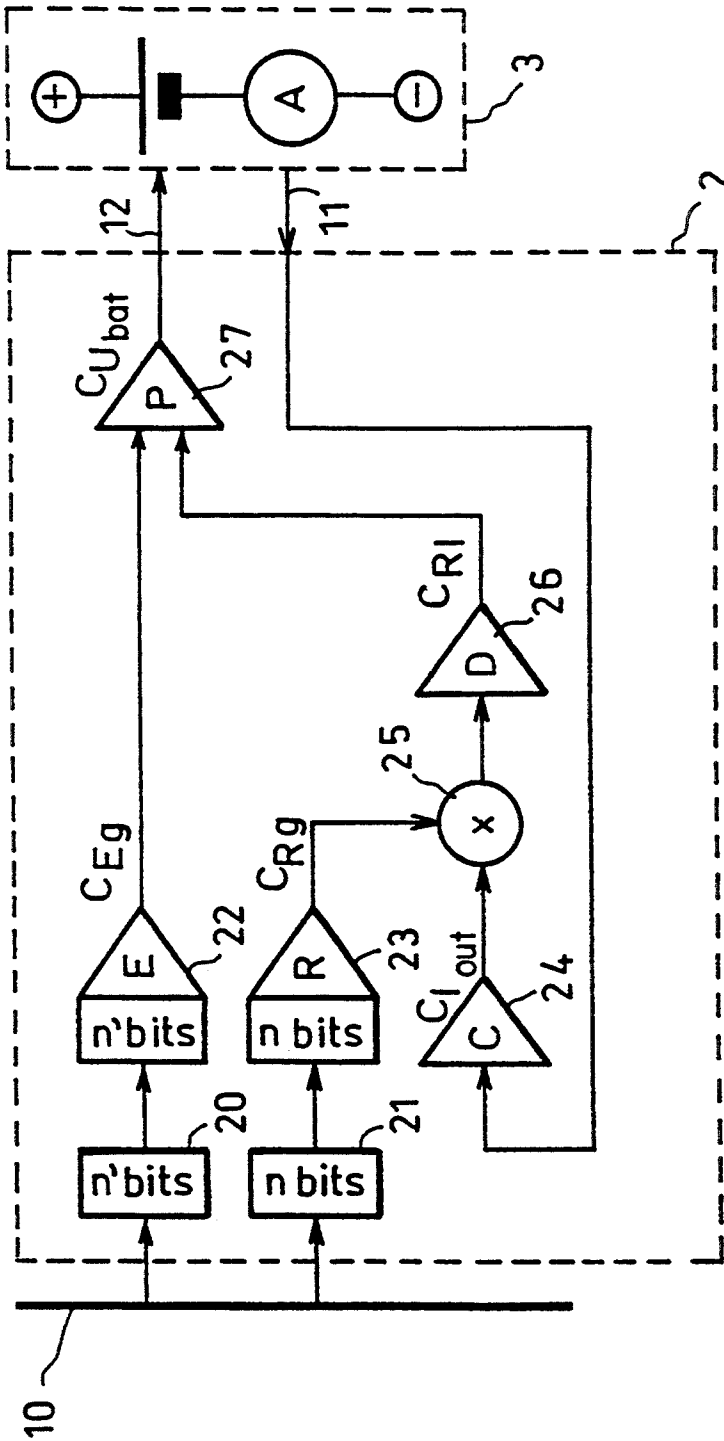 10
n'bits
20
n'bits
E
22
C_Eg
n bits
21
n bits
R
23
C_Rg
C
24
C_Iout
x
25
D
26
C_RI
P
27
C_Ubat
12
11
2
+
A
−
3